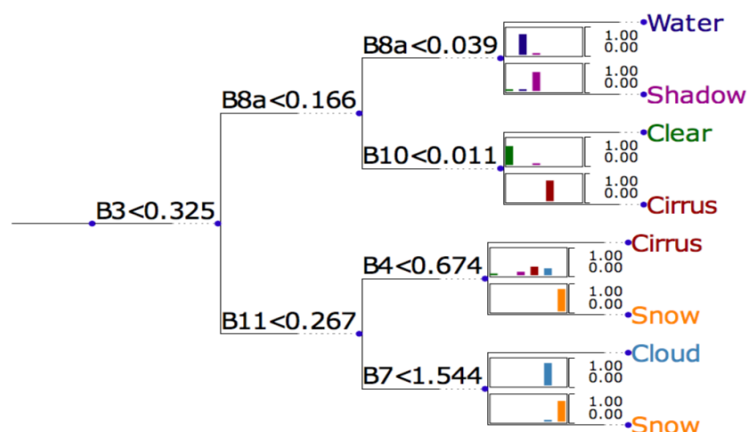 Water
1.00
0.00
B8a<0.039
1.00
0.00
Shadow
B8a<0.166
Clear
1.00
0.00
B10<0.011
1.00
0.00
Cirrus
B3<0.325
Cirrus
1.00
0.00
B4<0.674
1.00
0.00
Snow
B11<0.267
Cloud
1.00
0.00
B7<1.544
1.00
0.00
Snow